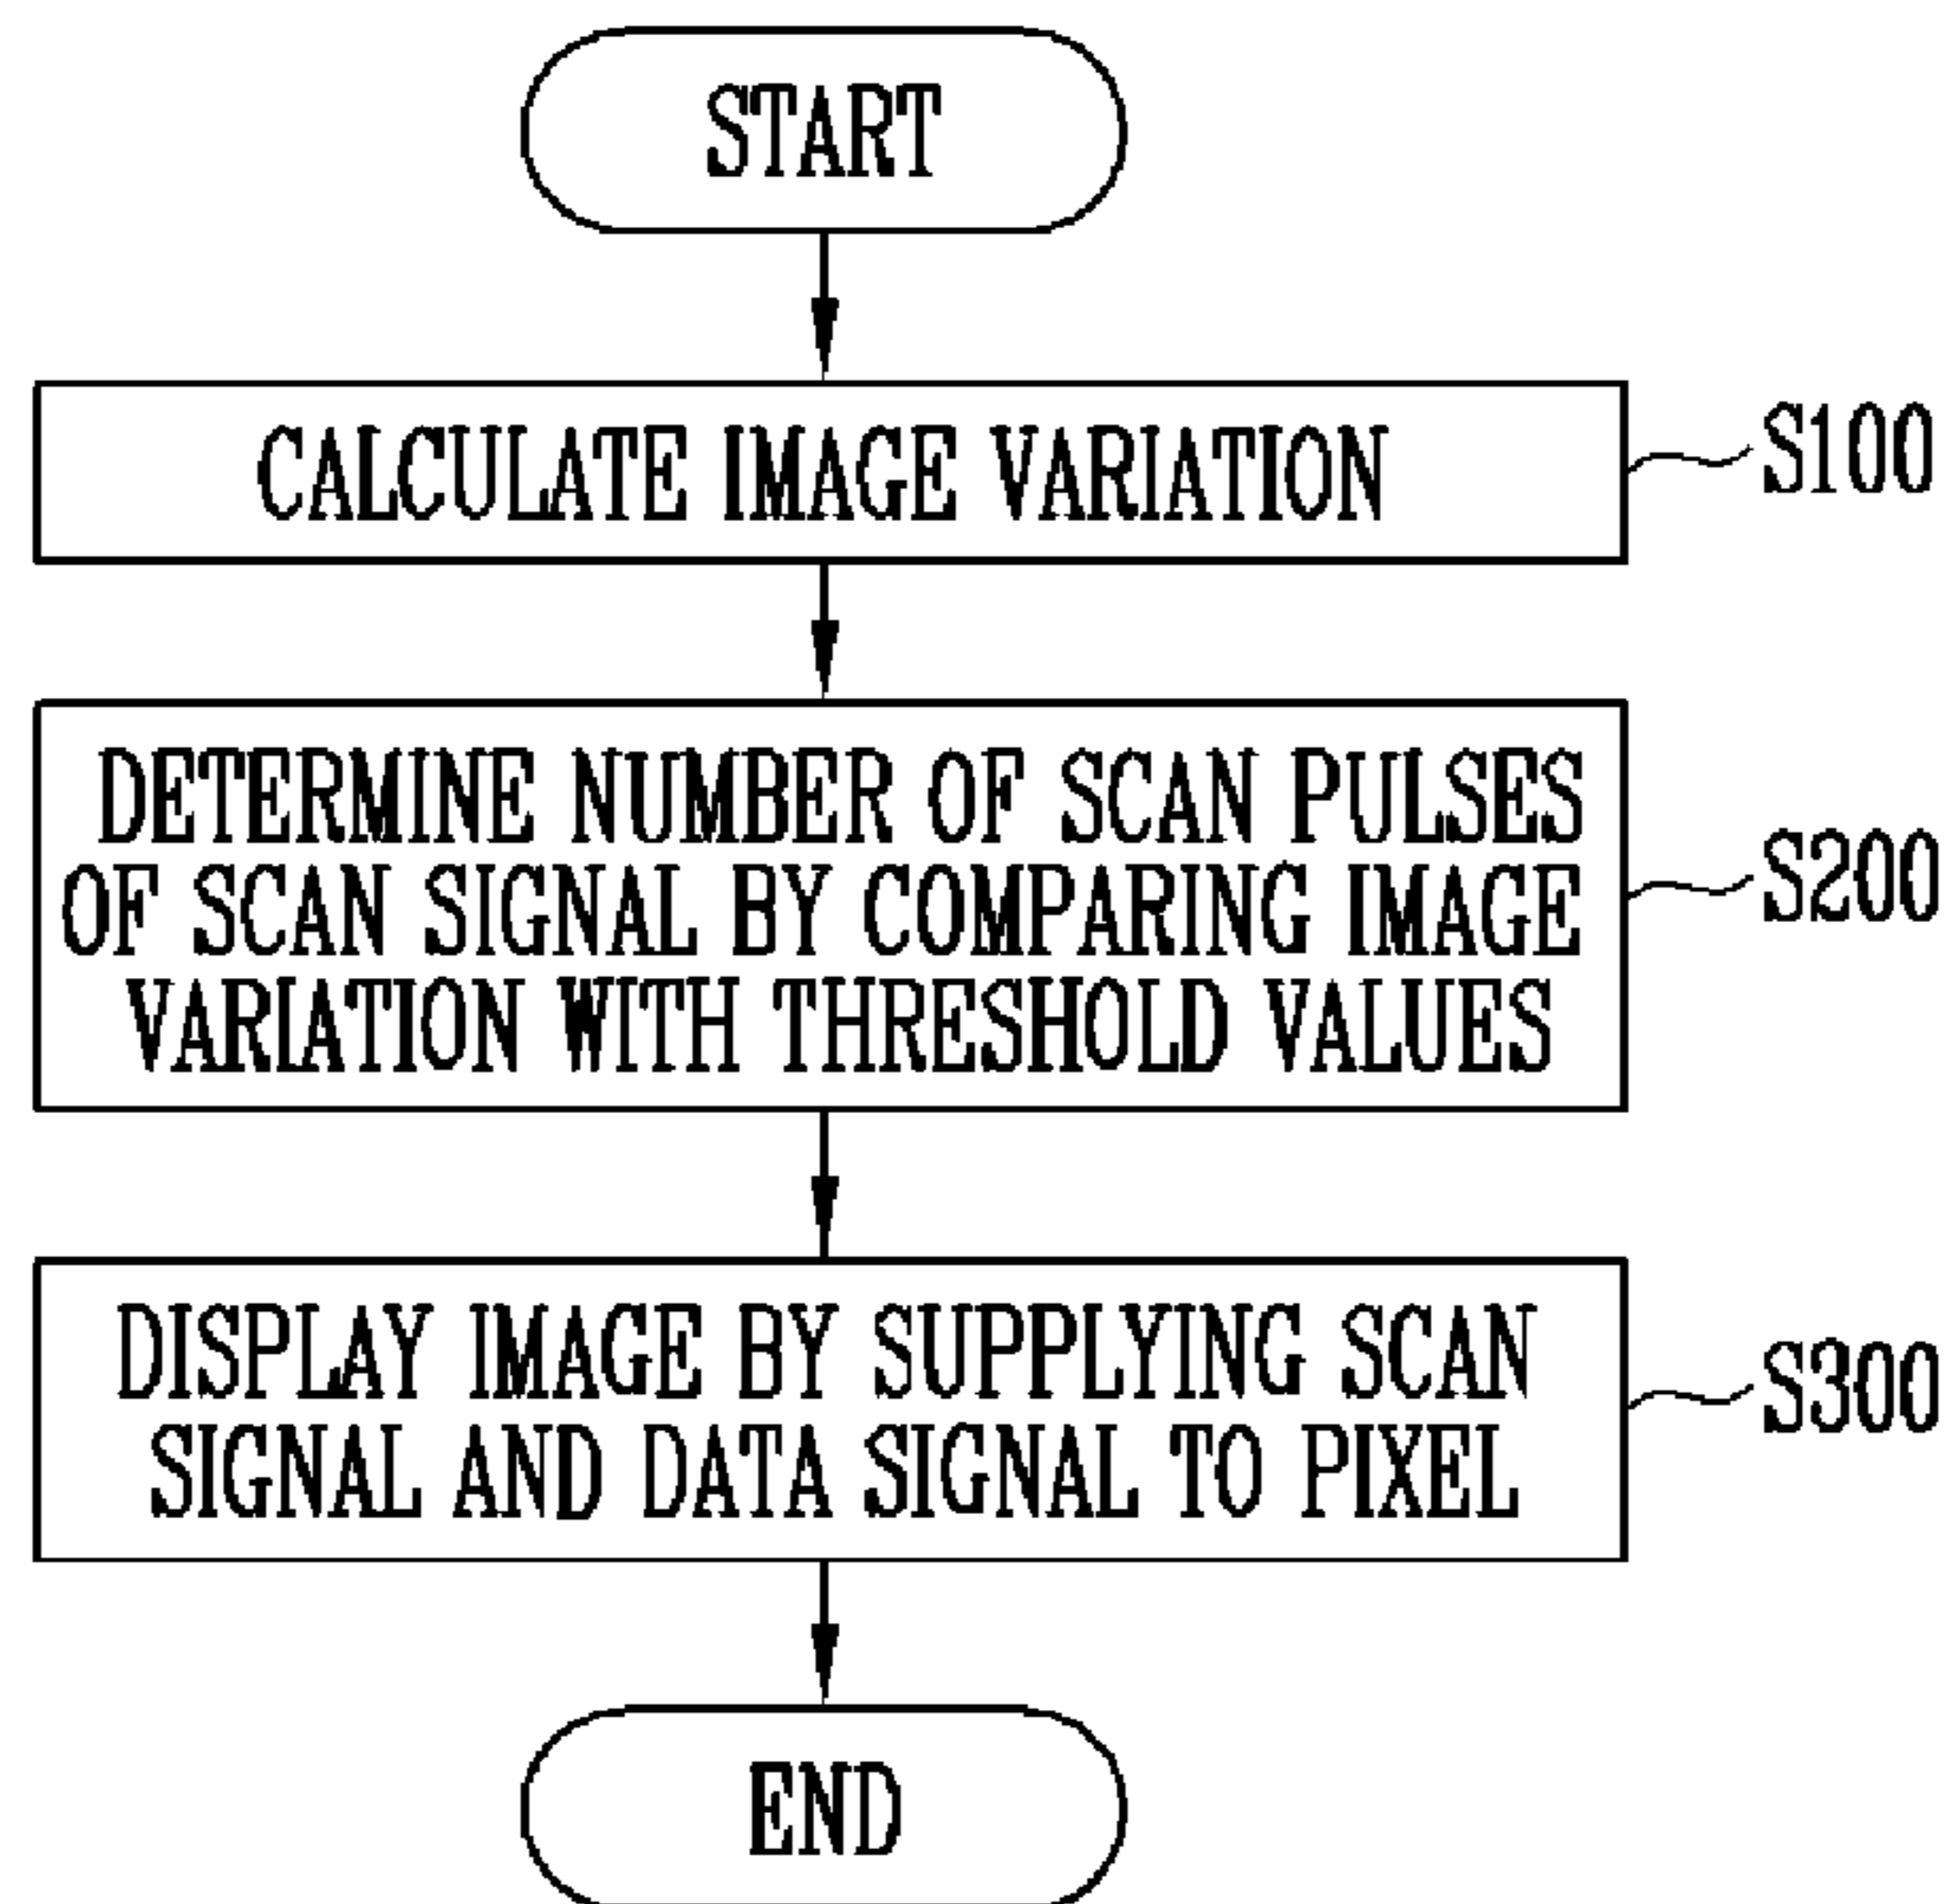 START
CALCULATE IMAGE VARIATION
S100
DETERMINE NUMBER OF SCAN PULSES
OF SCAN SIGNAL BY COMPARING IMAGE
VARIATION WITH THRESHOLD VALUES
S200
DISPLAY IMAGE BY SUPPLYING SCAN
SIGNAL AND DATA SIGNAL TO PIXEL
S300
END